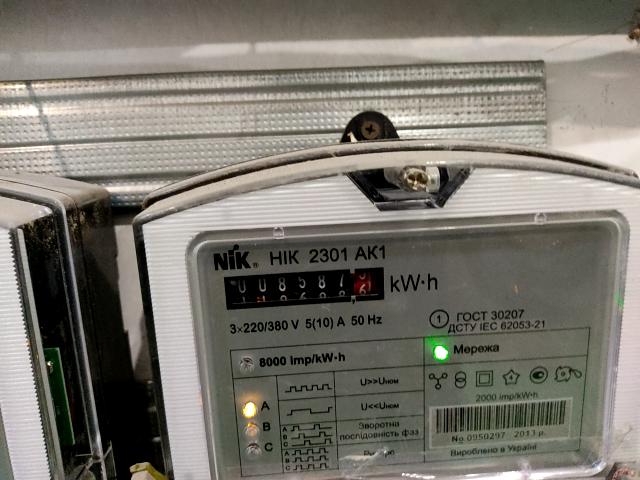 NiK® НІК 2301 АК1
kW·h
3×220/380 V 5(10) A 50 Hz
1 ГОСТ 30207
ДСТУ IEC 62053-21
8000 imp/kW·h
Мережа
A
U>>Uном
B
U<<Uном
C
Зворотна
послідовність фаз
A
B
C
A
B
C
2000 imp/kW·h
No 0950297 2013 р.
Вироблено в Україні